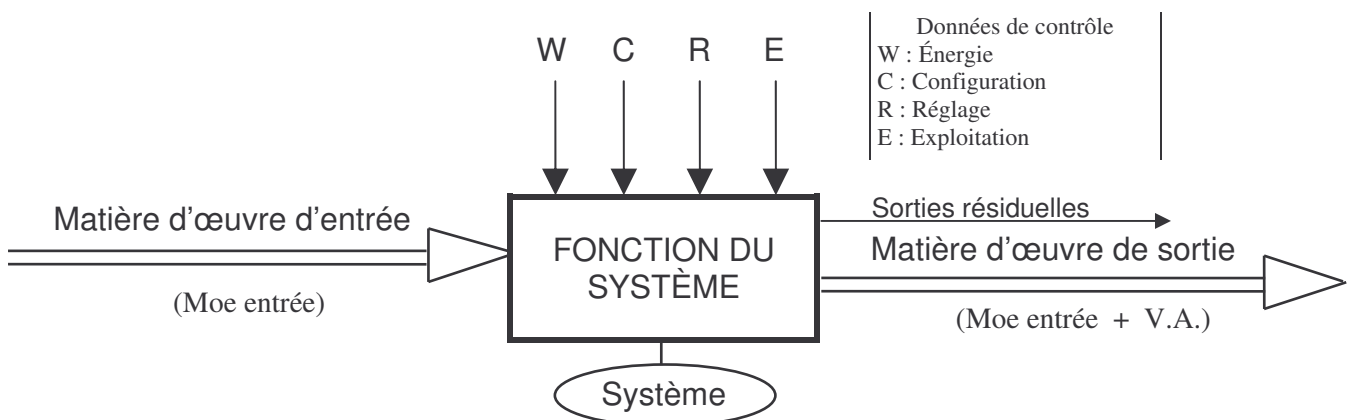 W C R E
Données de contrôle
W : Énergie
C : Configuration
R : Réglage
E : Exploitation
Matière d'œuvre d'entrée
(Moe entrée)
FONCTION DU
SYSTÈME
Sorties résiduelles
Matière d'œuvre de sortie
(Moe entrée + V.A.)
Système